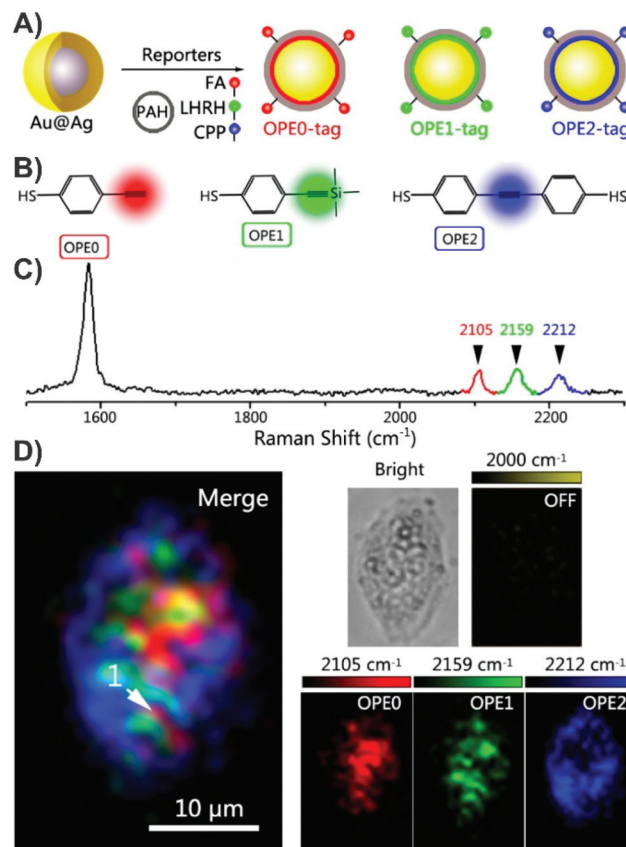 A)
Reporters
FA
LHRH
CPP
PAH
Au@Ag
OPE0-tag
OPE1-tag
OPE2-tag
B)
HS
HS
Si
HS
SH
OPE0
OPE1
OPE2
C)
2105
2159
2212
1600
1800
2000
2200
Raman Shift (cm⁻¹)
D)
Merge
1
10 µm
Bright
2000 cm⁻¹
OFF
2105 cm⁻¹
2159 cm⁻¹
2212 cm⁻¹
OPE0
OPE1
OPE2